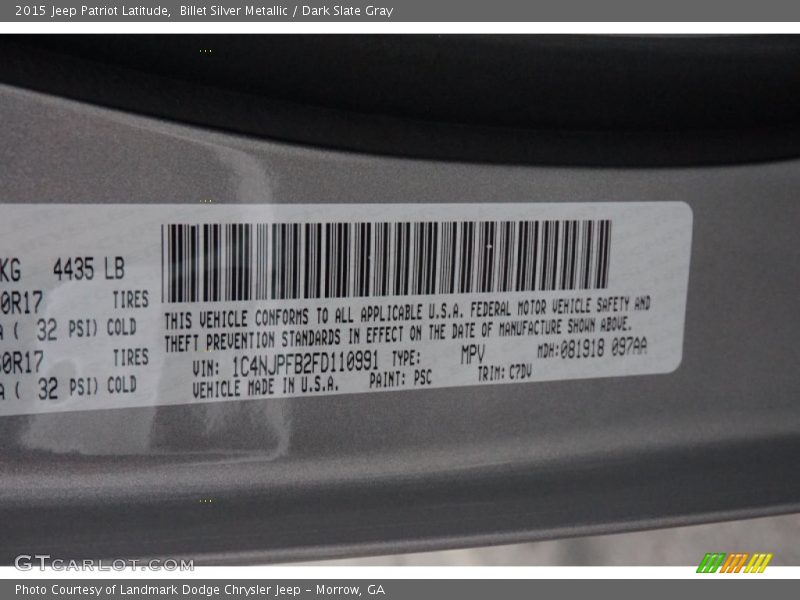 2015 Jeep Patriot Latitude,  Billet Silver Metallic / Dark Slate Gray
KG 4435 LB
0R17 TIRES
( 32 PSI) COLD
0R17 TIRES
( 32 PSI) COLD
THIS VEHICLE CONFORMS TO ALL APPLICABLE U.S.A. FEDERAL MOTOR VEHICLE SAFETY AND
THEFT PREVENTION STANDARDS IN EFFECT ON THE DATE OF MANUFACTURE SHOWN ABOVE.
VIN: 1C4NJPFB2FD110991 TYPE: MPV MDH:081918 097AA
VEHICLE MADE IN U.S.A. PAINT: PSC TRIM: C7DV
GTCARLOT.COM
Photo Courtesy of Landmark Dodge Chrysler Jeep – Morrow, GA